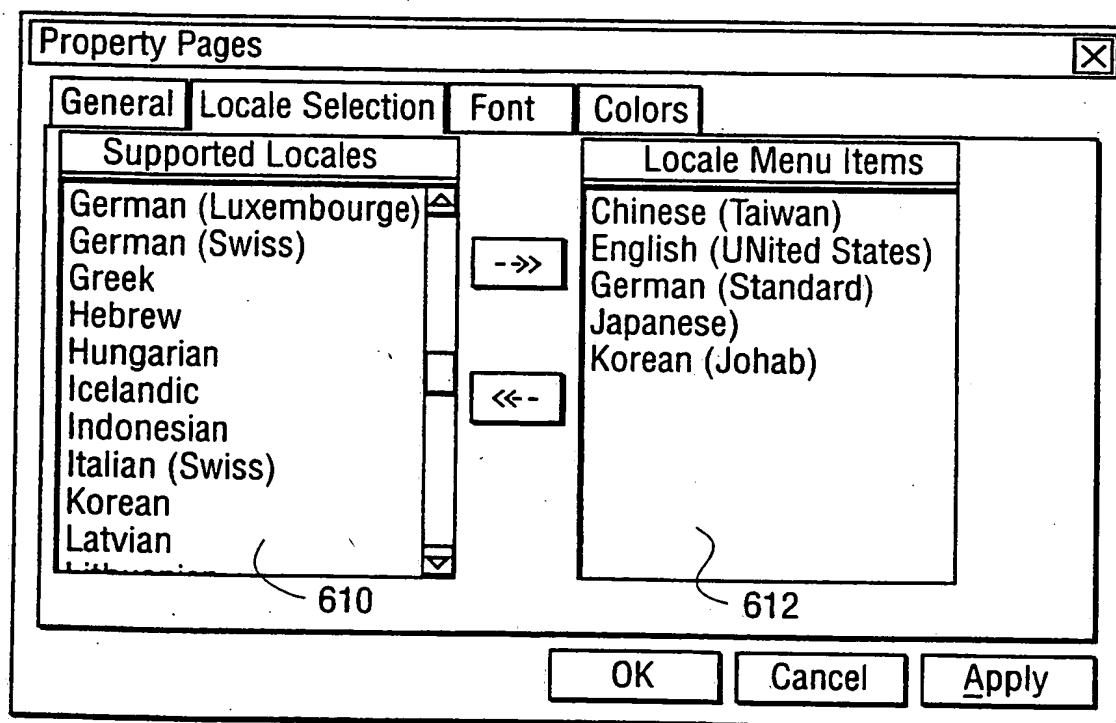 Property Pages
General Locale Selection Font Colors
Supported Locales
German (Luxembourge)
German (Swiss)
Greek
Hebrew
Hungarian
Icelandic
Indonesian
Italian (Swiss)
Korean
Latvian
610
-->>
<<--
Locale Menu Items
Chinese (Taiwan)
English (UNited States)
German (Standard)
Japanese)
Korean (Johab)
612
OK Cancel Apply